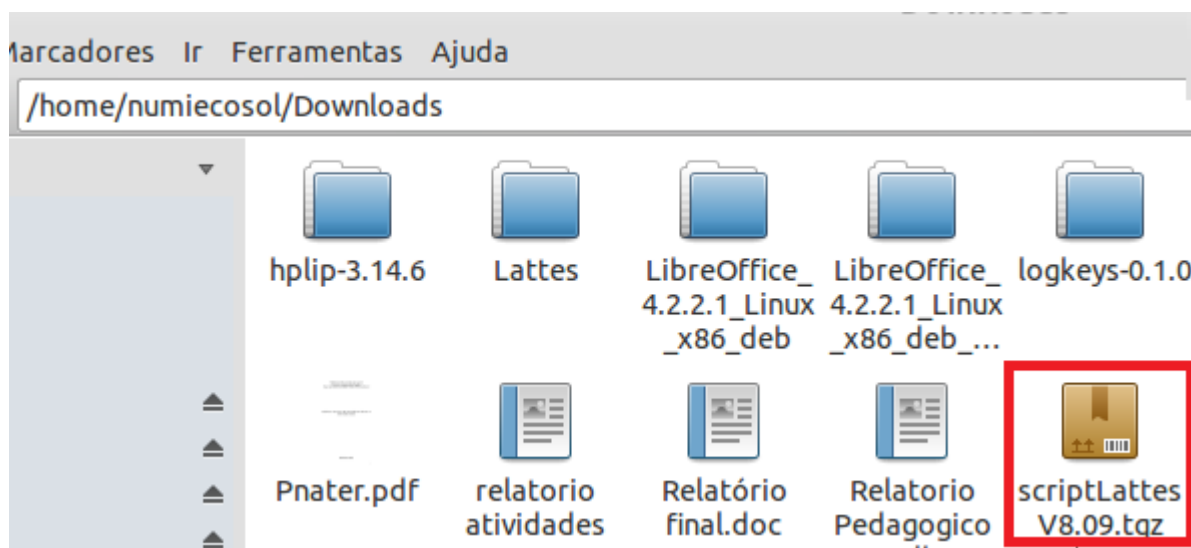 Marcadores Ir Ferramentas Ajuda
/home/numiecosol/Downloads
hplip-3.14.6
Lattes
LibreOffice_
4.2.2.1_Linux
_x86_deb
LibreOffice_
4.2.2.1_Linux
_x86_deb_...
logkeys-0.1.0
Pnater.pdf
relatorio
atividades
Relatório
final.doc
Relatorio
Pedagogico
scriptLattes
V8.09.tgz